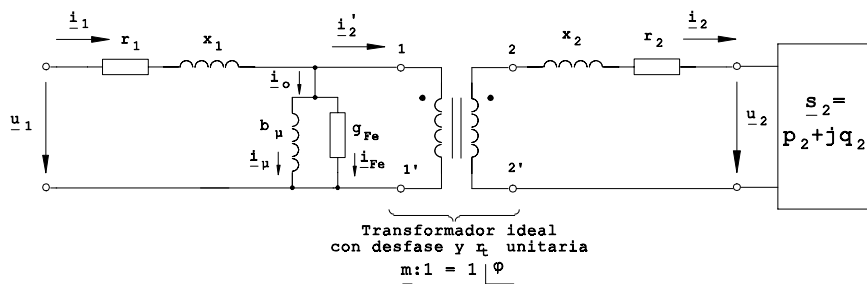 i1 r1 x1 i2' 1 2 x2 r2 i2
u1 io bμ gFe iμ iFe 1' 2' u2
s2=
p2+jq2
Transformador ideal
con desfase y rt unitaria
m:1 = 1 φ